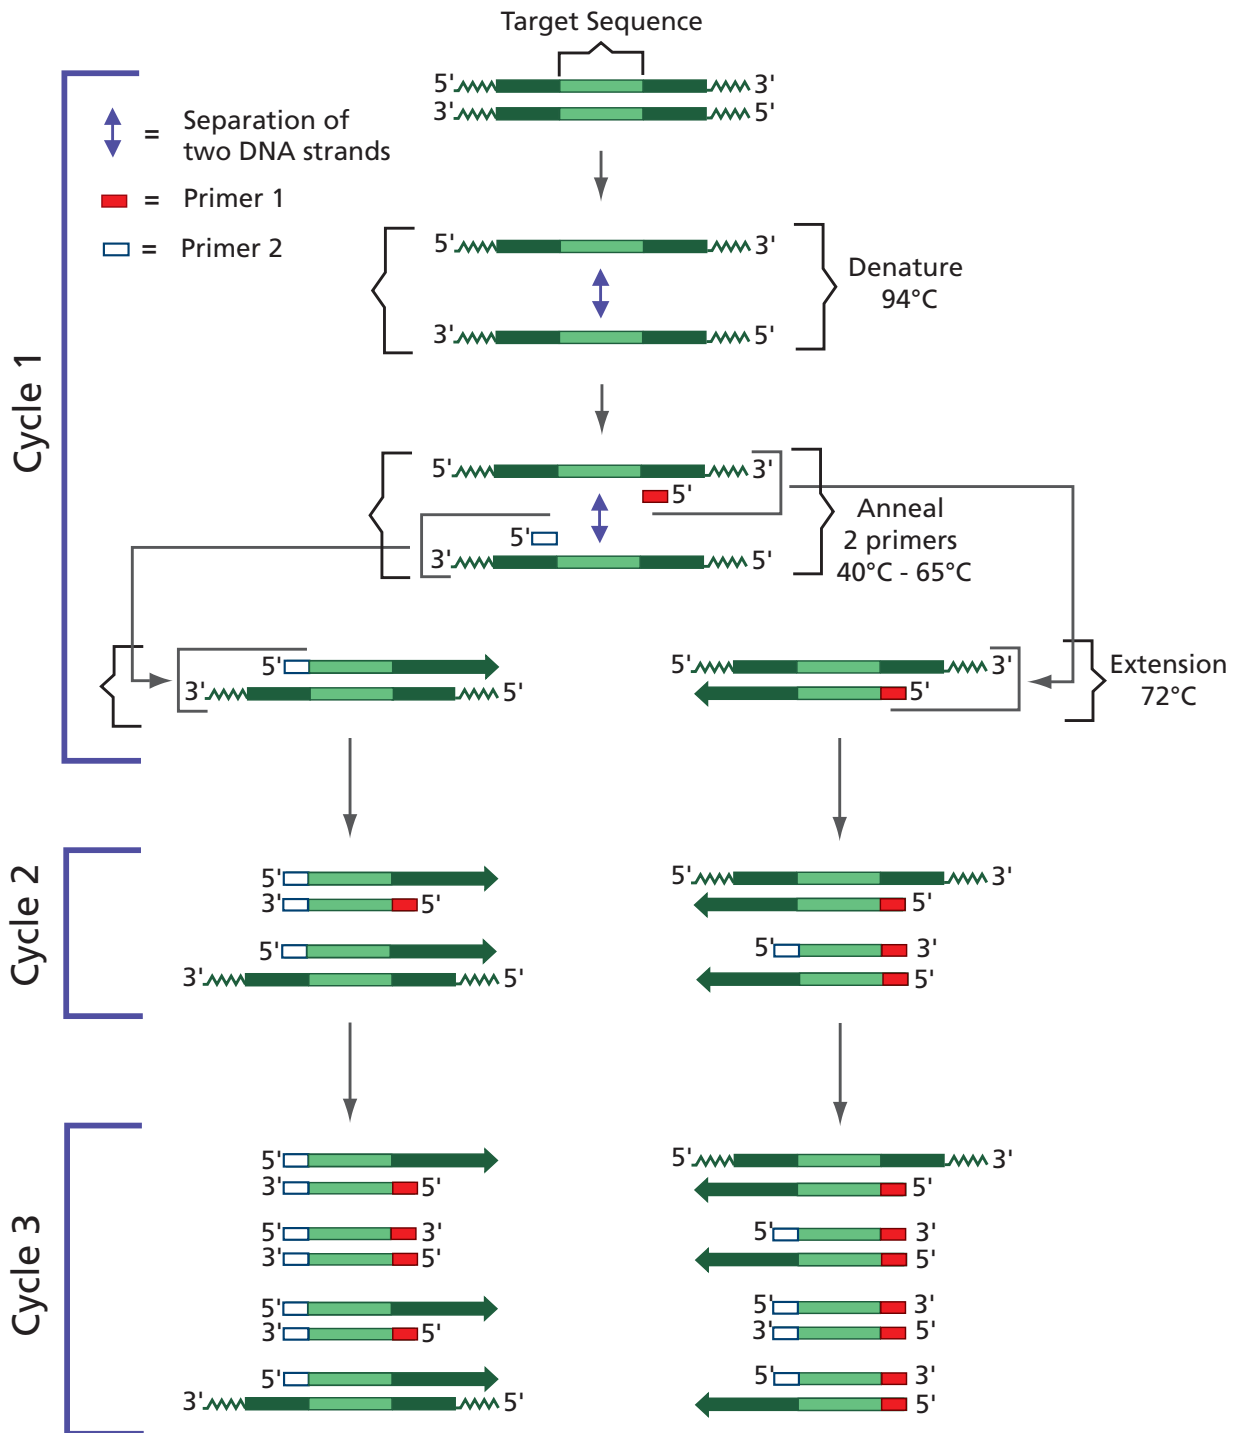 Target Sequence
5' 3'
3' 5'
= Separation of
two DNA strands
= Primer 1
= Primer 2
Cycle 1
5' 3'
Denature
94°C
3' 5'
5' 3'
5'
Anneal
2 primers
40°C - 65°C
5'
3' 5'
5'
3' 5'
5' 3'
5'
Extension
72°C
Cycle 2
5'
3' 5'
5'
3' 5'
5' 3'
5'
5' 3'
5'
Cycle 3
5'
3' 5'
5' 3'
3' 5'
5'
3' 5'
5'
3' 5'
5' 3'
5'
5' 3'
5'
5' 3'
3' 5'
5' 3'
5'